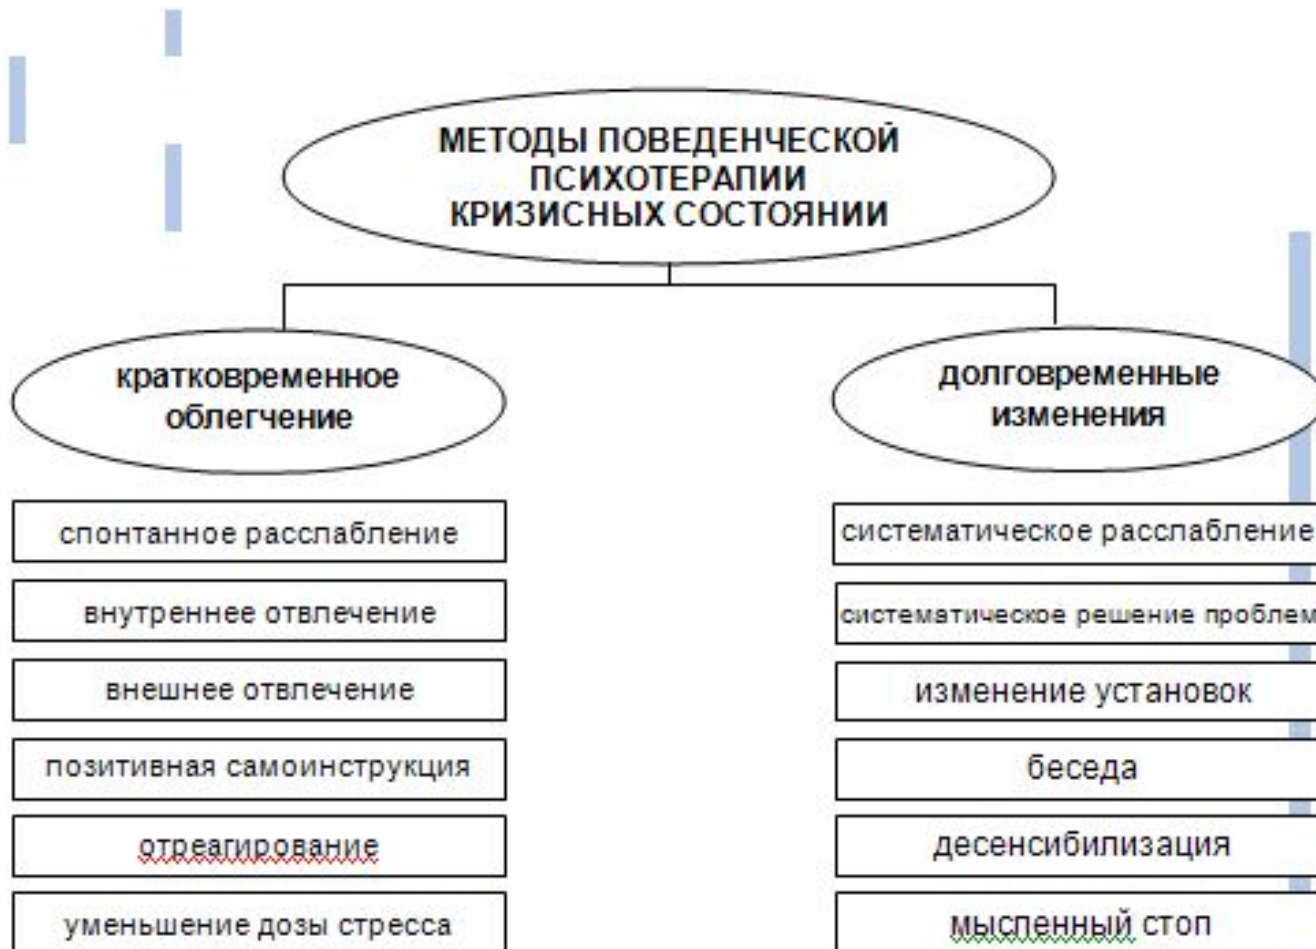 МЕТОДЫ ПОВЕДЕНЧЕСКОЙ
ПСИХОТЕРАПИИ
КРИЗИСНЫХ СОСТОЯНИИ
кратковременное
облегчение
спонтанное расслабление
внутреннее отвлечение
внешнее отвлечение
позитивная самоинструкция
отреагирование
уменьшение дозы стресса
долговременные
изменения
систематическое расслабление
систематическое решение проблем
изменение установок
беседа
десенсибилизация
мыспенный стоп